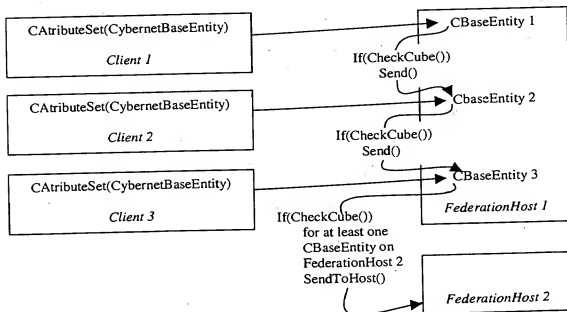 CAtributeSet(CybernetBaseEntity)
Client 1
CBaseEntity 1
If(CheckCube())
Send()
CAtributeSet(CybernetBaseEntity)
Client 2
CbaseEntity 2
If(CheckCube())
Send()
CAtributeSet(CybernetBaseEntity)
Client 3
CBaseEntity 3
FederationHost 1
If(CheckCube())
for at least one
CBaseEntity on
FederationHost 2
SendToHost()
FederationHost 2